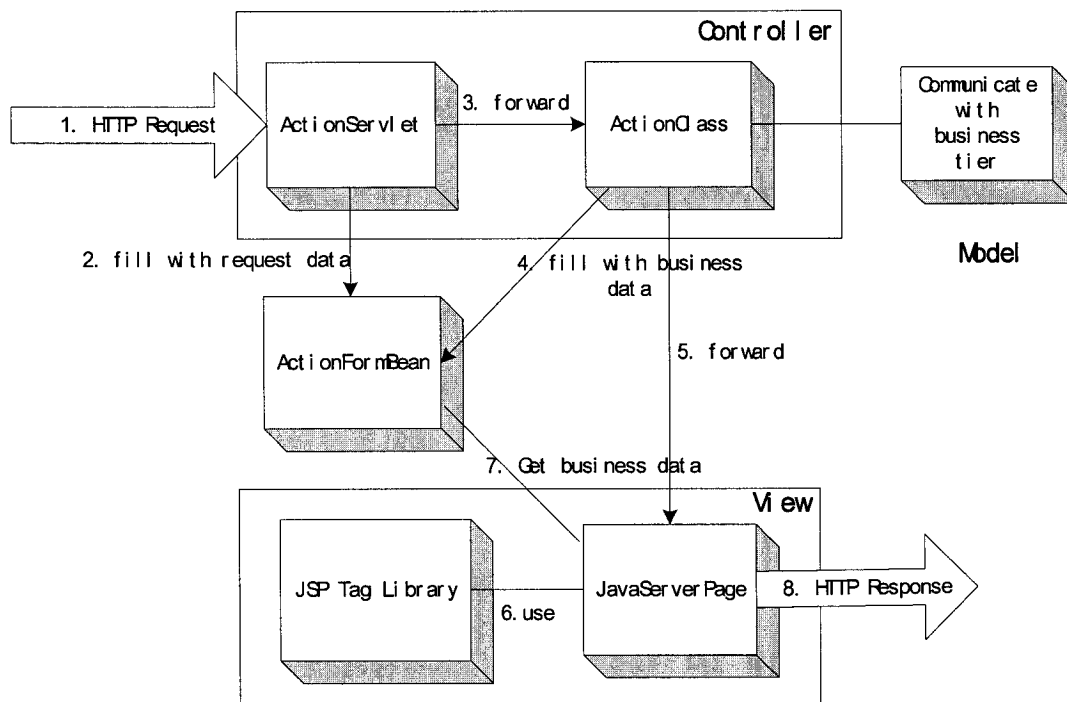 Controller
1. HTTP Request
ActionServlet
3. forward
ActionClass
Communicate
with
business
tier
Model
2. fill with request data
4. fill with business
data
ActionFormBean
5. forward
7. Get business data
View
JSP Tag Library
6. use
JavaServerPage
8. HTTP Response